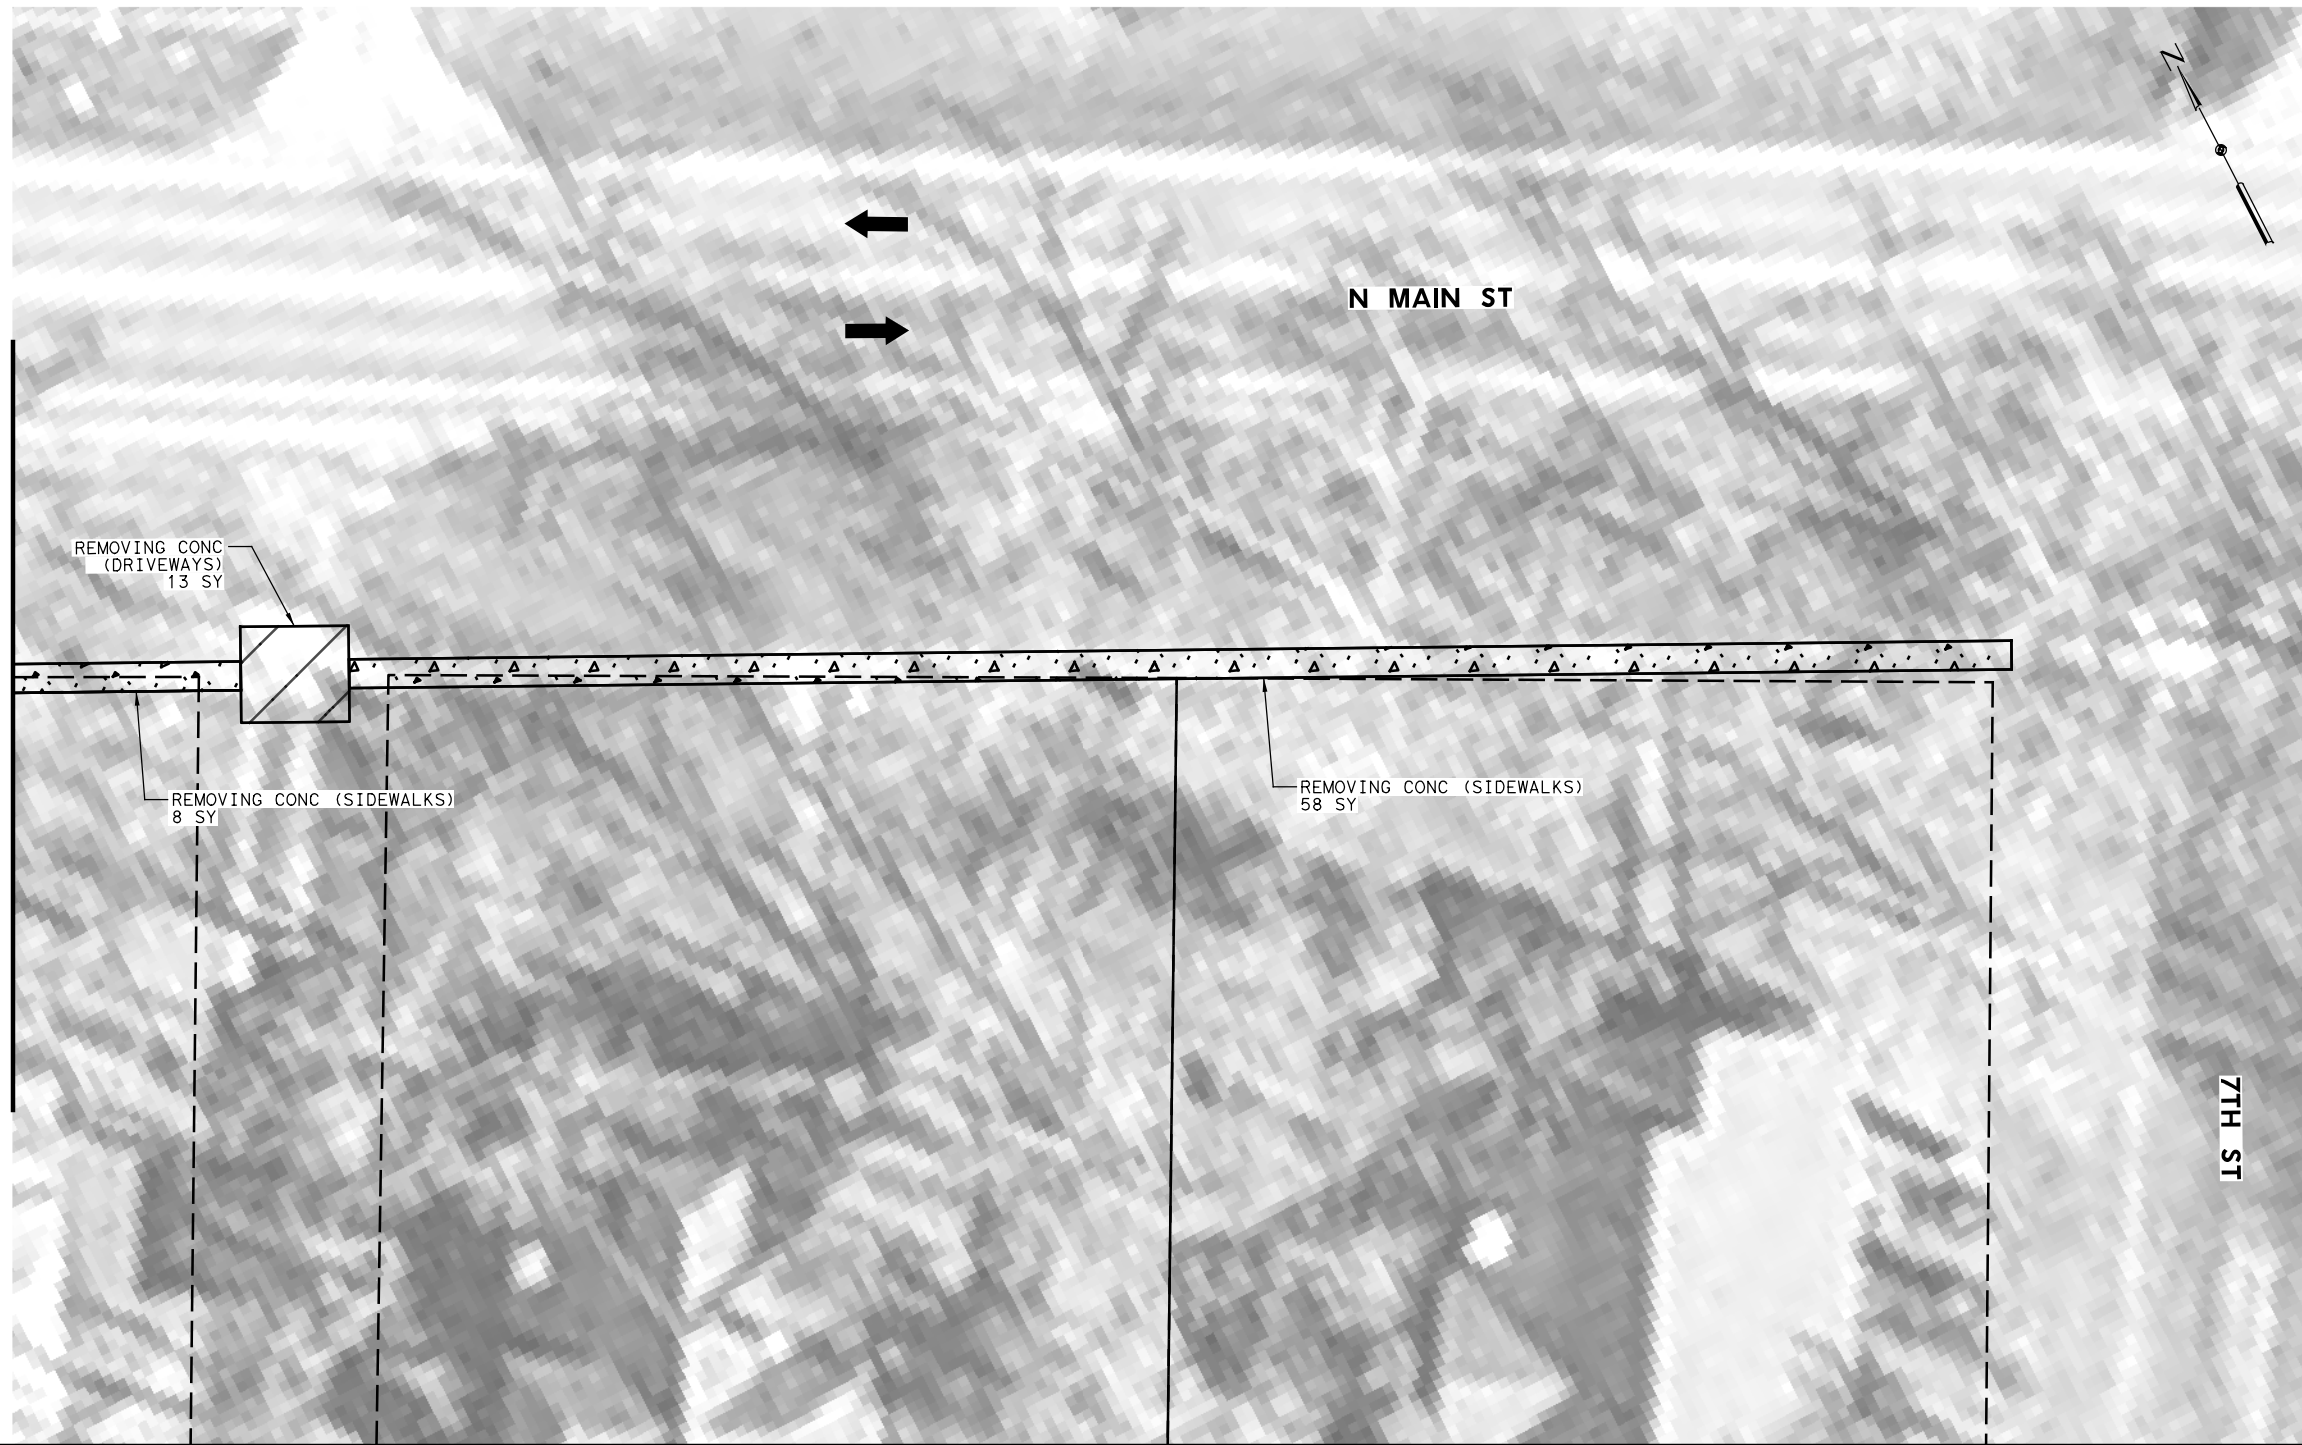 N
N MAIN ST
REMOVING CONC
(DRIVEWAYS)
13 SY
REMOVING CONC (SIDEWALKS)
8 SY
REMOVING CONC (SIDEWALKS)
58 SY
7TH ST